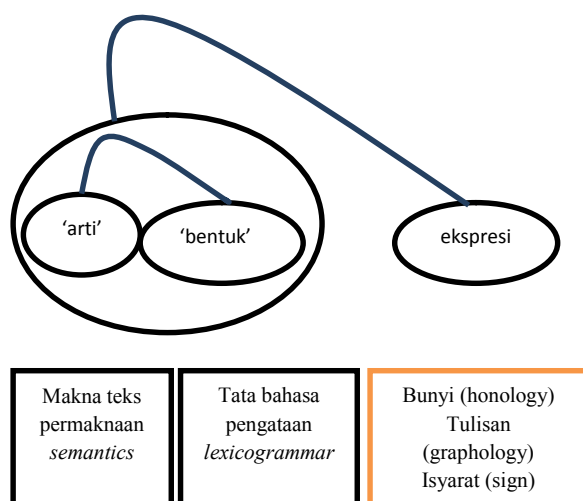 ‘arti’
‘bentuk’
ekspresi
Makna teks
permaknaan
semantics
Tata bahasa
pengataan
lexicogrammar
Bunyi (honology)
Tulisan
(graphology)
Isyarat (sign)